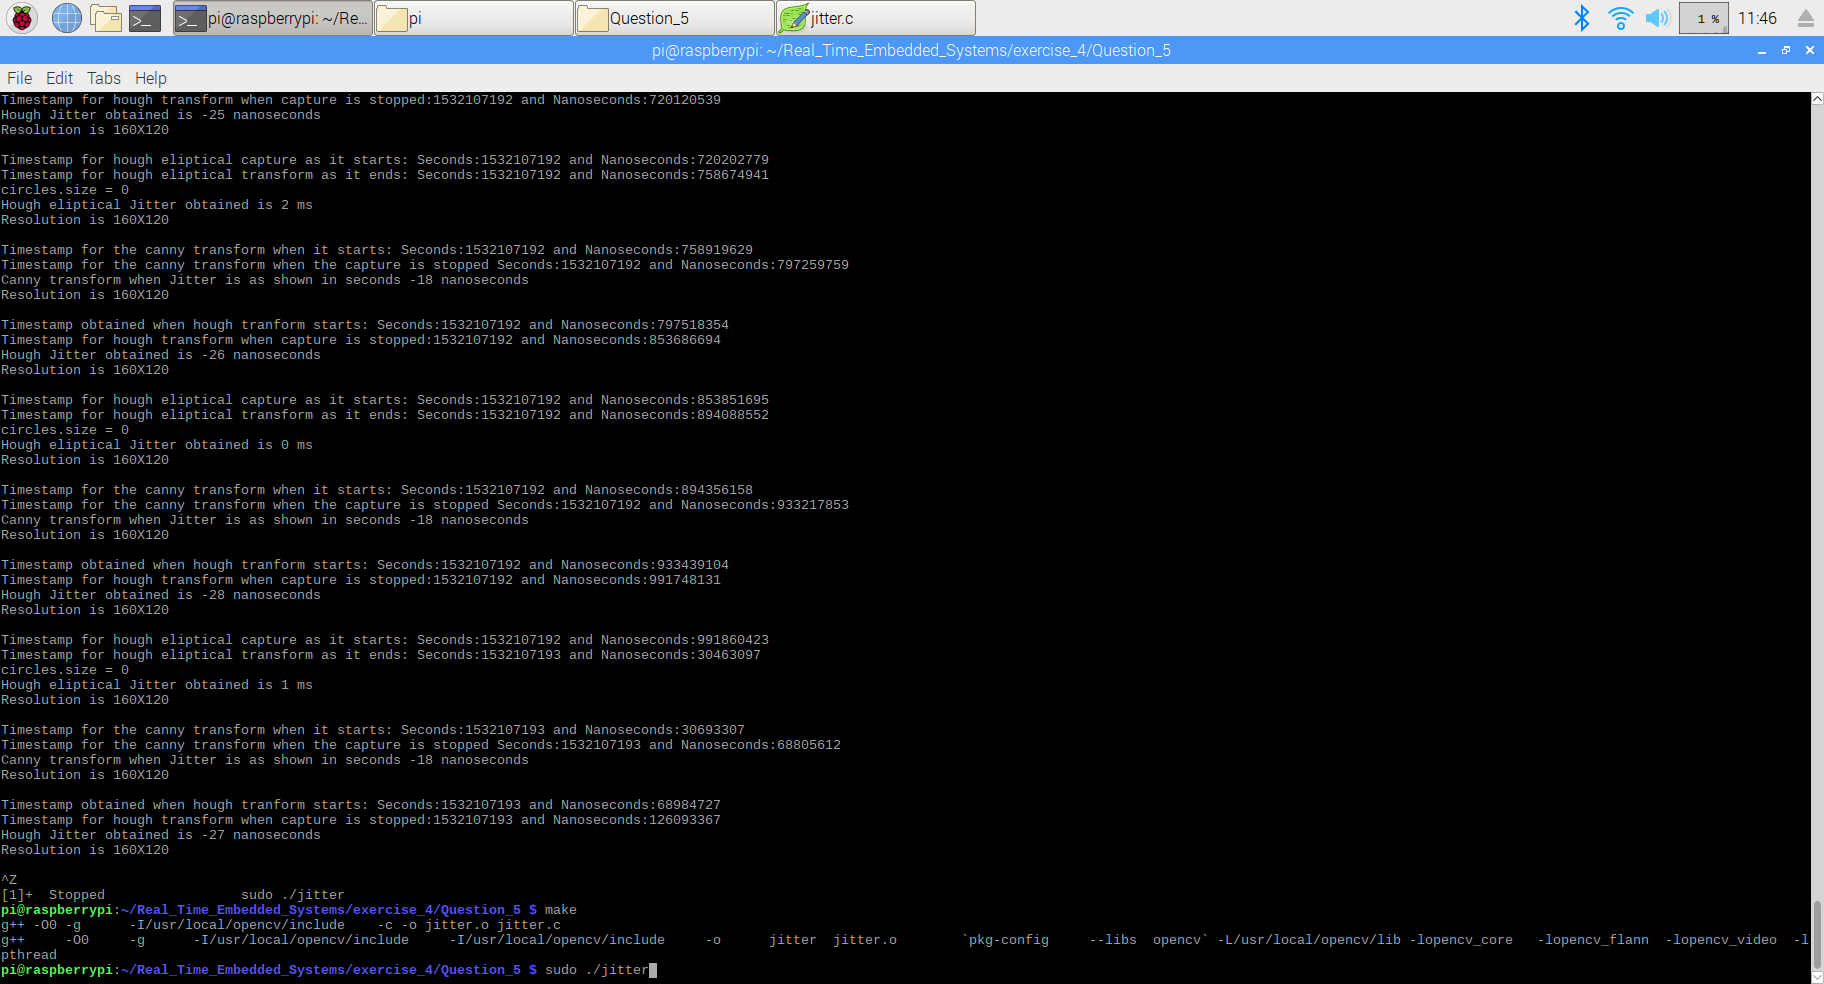 pi@raspberrypi: ~/Re... pi Question_5 jitter.c 1 % 11:46
pi@raspberrypi: ~/Real_Time_Embedded_Systems/exercise_4/Question_5
File Edit Tabs Help
Timestamp for hough transform when capture is stopped:1532107192 and Nanoseconds:720120539
Hough Jitter obtained is -25 nanoseconds
Resolution is 160X120
Timestamp for hough eliptical capture as it starts: Seconds:1532107192 and Nanoseconds:720202779
Timestamp for hough eliptical transform as it ends: Seconds:1532107192 and Nanoseconds:758674941
circles.size = 0
Hough eliptical Jitter obtained is 2 ms
Resolution is 160X120
Timestamp for the canny transform when it starts: Seconds:1532107192 and Nanoseconds:758919629
Timestamp for the canny transform when the capture is stopped Seconds:1532107192 and Nanoseconds:797259759
Canny transform when Jitter is as shown in seconds -18 nanoseconds
Resolution is 160X120
Timestamp obtained when hough tranform starts: Seconds:1532107192 and Nanoseconds:797518354
Timestamp for hough transform when capture is stopped:1532107192 and Nanoseconds:853686694
Hough Jitter obtained is -26 nanoseconds
Resolution is 160X120
Timestamp for hough eliptical capture as it starts: Seconds:1532107192 and Nanoseconds:853851695
Timestamp for hough eliptical transform as it ends: Seconds:1532107192 and Nanoseconds:894088552
circles.size = 0
Hough eliptical Jitter obtained is 0 ms
Resolution is 160X120
Timestamp for the canny transform when it starts: Seconds:1532107192 and Nanoseconds:894356158
Timestamp for the canny transform when the capture is stopped Seconds:1532107192 and Nanoseconds:933217853
Canny transform when Jitter is as shown in seconds -18 nanoseconds
Resolution is 160X120
Timestamp obtained when hough tranform starts: Seconds:1532107192 and Nanoseconds:933439104
Timestamp for hough transform when capture is stopped:1532107192 and Nanoseconds:991748131
Hough Jitter obtained is -28 nanoseconds
Resolution is 160X120
Timestamp for hough eliptical capture as it starts: Seconds:1532107192 and Nanoseconds:991860423
Timestamp for hough eliptical transform as it ends: Seconds:1532107193 and Nanoseconds:30463097
circles.size = 0
Hough eliptical Jitter obtained is 1 ms
Resolution is 160X120
Timestamp for the canny transform when it starts: Seconds:1532107193 and Nanoseconds:30693307
Timestamp for the canny transform when the capture is stopped Seconds:1532107193 and Nanoseconds:68805612
Canny transform when Jitter is as shown in seconds -18 nanoseconds
Resolution is 160X120
Timestamp obtained when hough tranform starts: Seconds:1532107193 and Nanoseconds:68984727
Timestamp for hough transform when capture is stopped:1532107193 and Nanoseconds:126093367
Hough Jitter obtained is -27 nanoseconds
Resolution is 160X120
^Z
[1]+  Stopped                 sudo ./jitter
pi@raspberrypi:~/Real_Time_Embedded_Systems/exercise_4/Question_5 $ make
g++ -O0 -g      -I/usr/local/opencv/include    -c -o jitter.o jitter.c
g++     -O0     -g      -I/usr/local/opencv/include     -I/usr/local/opencv/include     -o      jitter  jitter.o        `pkg-config     --libs  opencv` -L/usr/local/opencv/lib -lopencv_core   -lopencv_flann  -lopencv_video  -l
pthread
pi@raspberrypi:~/Real_Time_Embedded_Systems/exercise_4/Question_5 $ sudo ./jitter